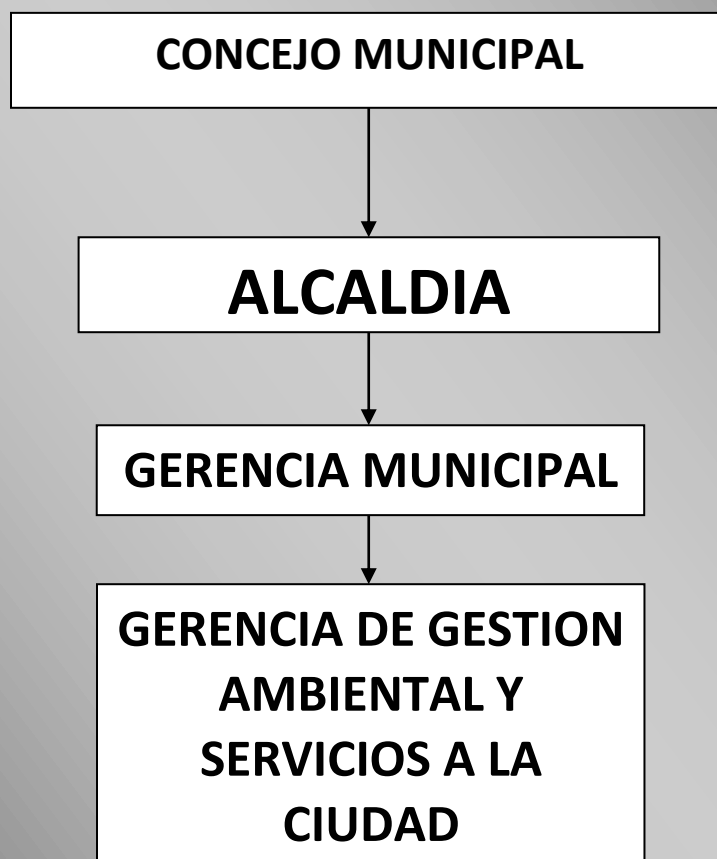 CONCEJO MUNICIPAL
ALCALDIA
GERENCIA MUNICIPAL
GERENCIA DE GESTION
AMBIENTAL Y
SERVICIOS A LA
CIUDAD